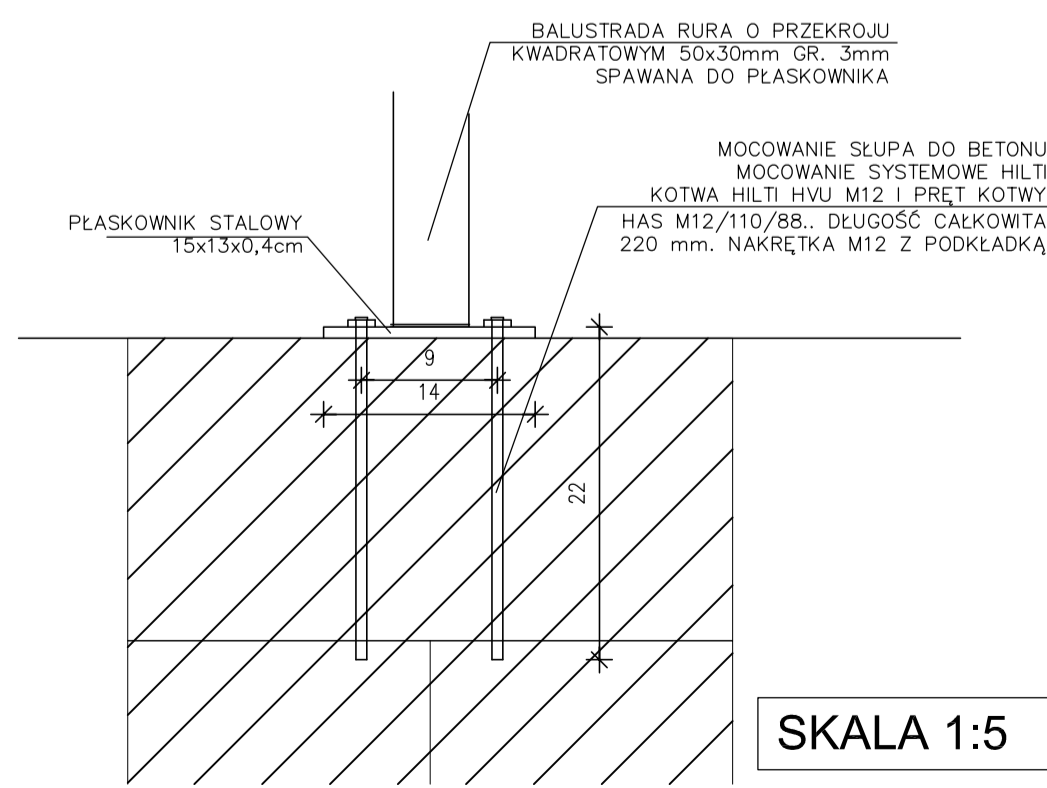 BALUSTRADA RURA O PRZEKROJU
KWADRATOWYM 50x30mm GR. 3mm
SPAWANA DO PŁASKOWNIKA
MOCOWANIE SŁUPA DO BETONU
MOCOWANIE SYSTEMOWE HILTI
KOTWA HILTI HVU M12 I PRĘT KOTWY
HAS M12/110/88.. DŁUGOŚĆ CAŁKOWITA
220 mm. NAKRĘTKA M12 Z PODKŁADKĄ
PŁASKOWNIK STALOWY
15x13x0,4cm
9
14
22
SKALA 1:5